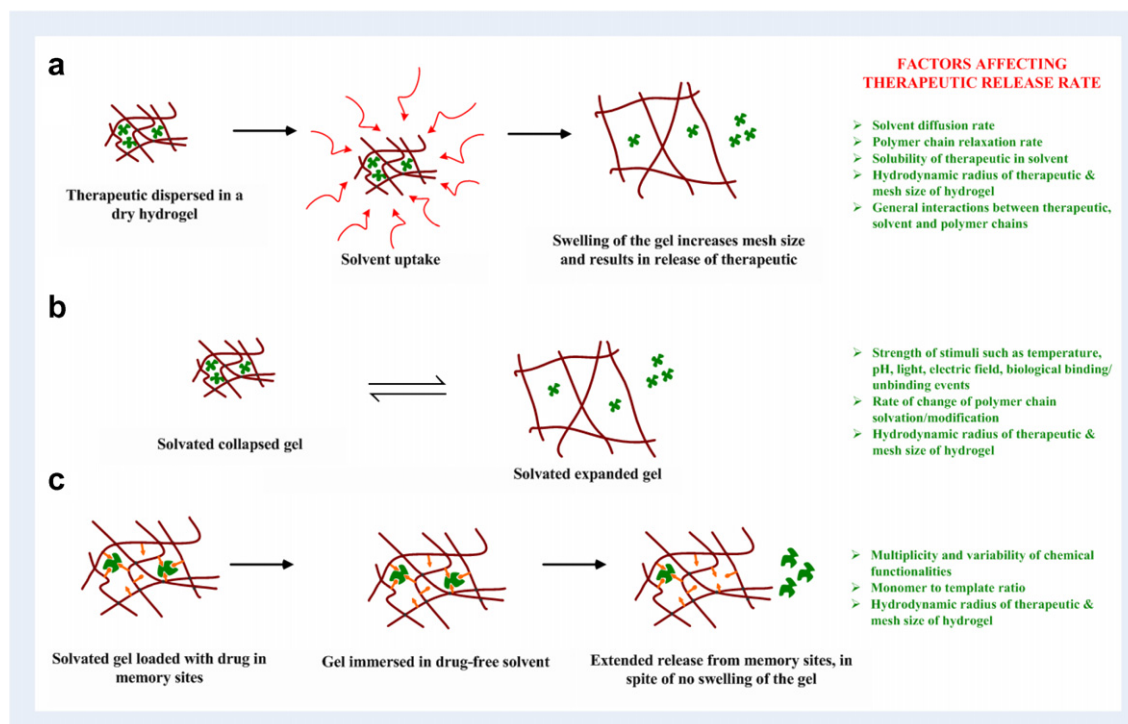 a
FACTORS AFFECTING
THERAPEUTIC RELEASE RATE
Therapeutic dispersed in a
dry hydrogel
Solvent uptake
Swelling of the gel increases mesh size
and results in release of therapeutic
➢ Solvent diffusion rate
➢ Polymer chain relaxation rate
➢ Solubility of therapeutic in solvent
➢ Hydrodynamic radius of therapeutic &
mesh size of hydrogel
➢ General interactions between therapeutic,
solvent and polymer chains
b
Solvated collapsed gel
Solvated expanded gel
➢ Strength of stimuli such as temperature,
pH, light, electric field, biological binding/
unbinding events
➢ Rate of change of polymer chain
solvation/modification
➢ Hydrodynamic radius of therapeutic &
mesh size of hydrogel
c
Solvated gel loaded with drug in
memory sites
Gel immersed in drug-free solvent
Extended release from memory sites, in
spite of no swelling of the gel
➢ Multiplicity and variability of chemical
functionalities
➢ Monomer to template ratio
➢ Hydrodynamic radius of therapeutic &
mesh size of hydrogel